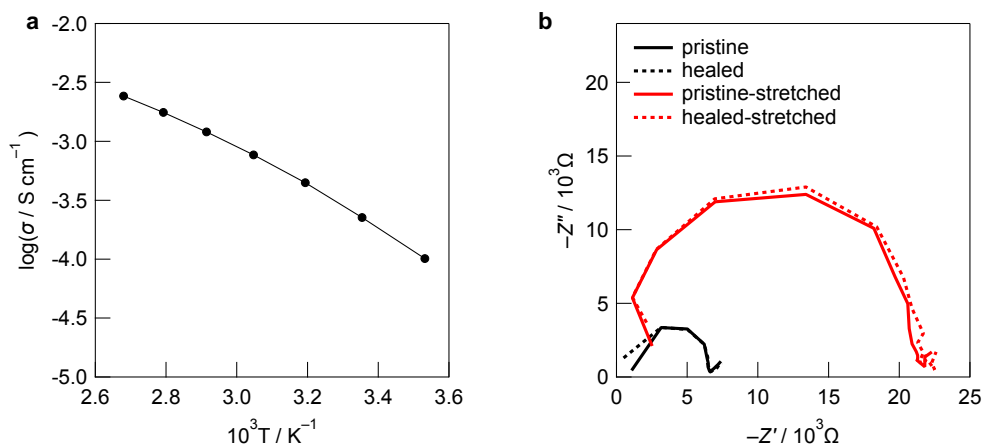 a
-2.0
-2.5
-3.0
-3.5
-4.0
-4.5
-5.0
log(σ / S cm⁻¹)
2.6 2.8 3.0 3.2 3.4 3.6
10³T / K⁻¹
b
pristine
healed
pristine-stretched
healed-stretched
20
15
10
5
0
–Z″ / 10³Ω
0 5 10 15 20 25
–Z′ / 10³Ω